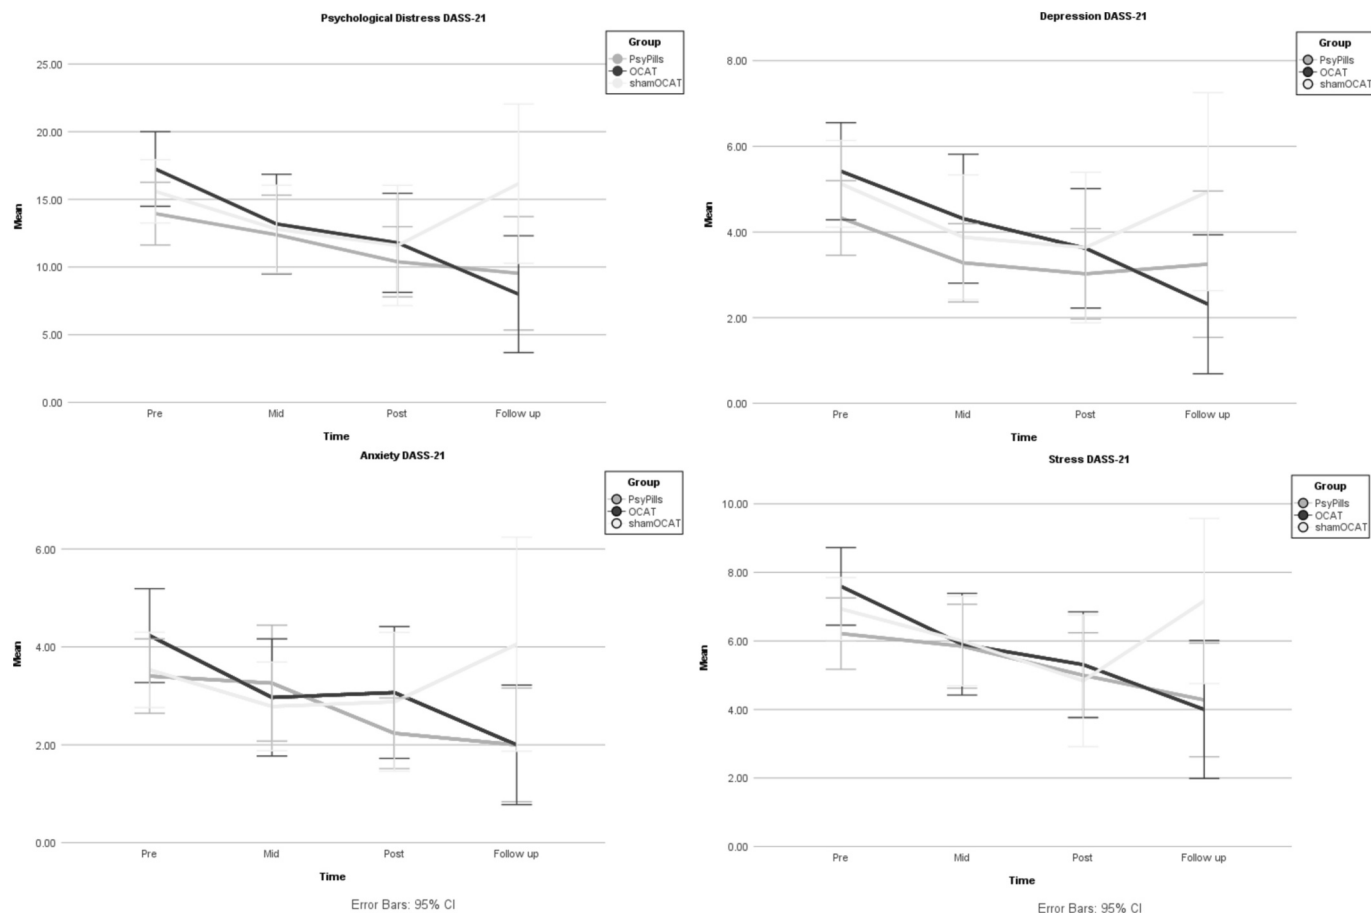 Psychological Distress DASS-21
Group
PsyPills
OCAT
shamOCAT
25.00
20.00
15.00
10.00
5.00
0.00
Mean
Pre Mid Post Follow up
Time
Depression DASS-21
Group
PsyPills
OCAT
shamOCAT
8.00
6.00
4.00
2.00
0.00
Mean
Pre Mid Post Follow up
Time
Anxiety DASS-21
Group
PsyPills
OCAT
shamOCAT
6.00
4.00
2.00
0.00
Mean
Pre Mid Post Follow up
Time
Error Bars: 95% CI
Stress DASS-21
Group
PsyPills
OCAT
shamOCAT
10.00
8.00
6.00
4.00
2.00
0.00
Mean
Pre Mid Post Follow up
Time
Error Bars: 95% CI